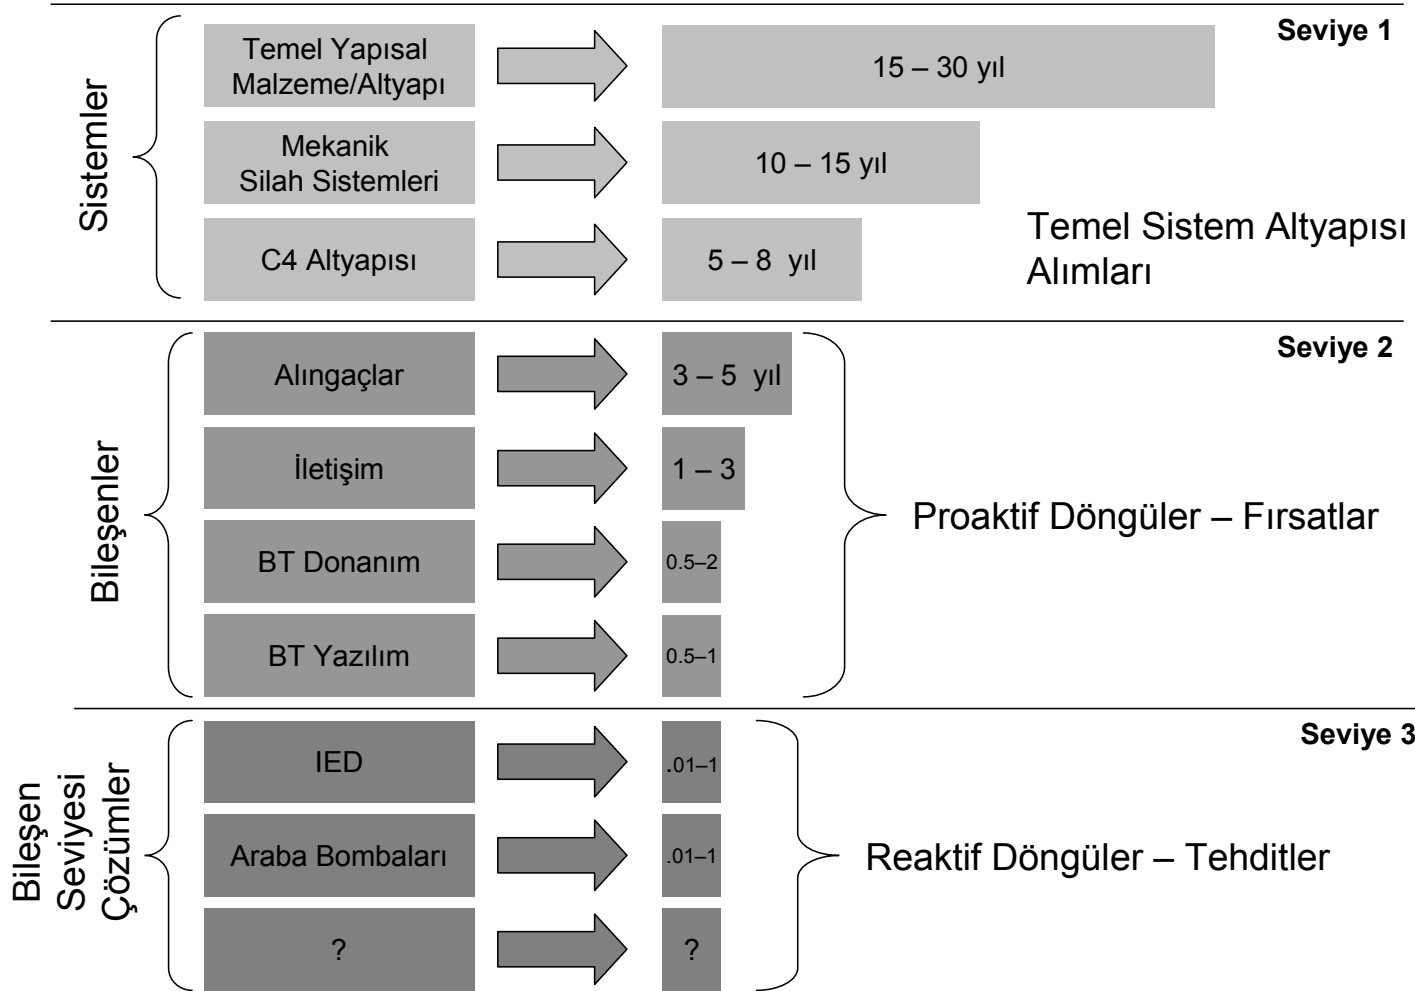 Seviye 1
Sistemler
Temel Yapısal
Malzeme/Altyapı
15 – 30 yıl
Mekanik
Silah Sistemleri
10 – 15 yıl
C4 Altyapısı
5 – 8 yıl
Temel Sistem Altyapısı
Alımları
Seviye 2
Bileşenler
Alıngaçlar
3 – 5 yıl
İletişim
1 – 3
BT Donanım
0.5–2
BT Yazılım
0.5–1
Proaktif Döngüler – Fırsatlar
Seviye 3
Bileşen
Seviyesi
Çözümler
IED
.01–1
Araba Bombaları
.01–1
?
?
Reaktif Döngüler – Tehditler